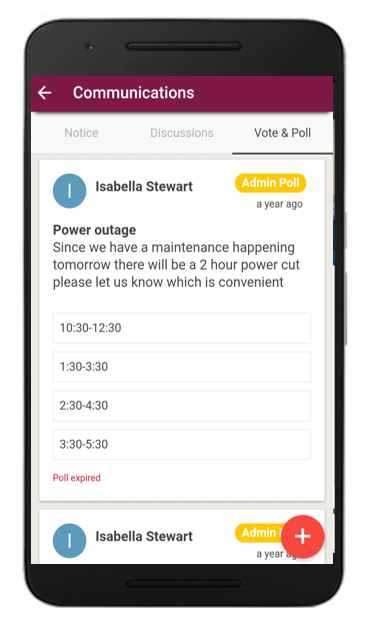 Communications
Notice Discussions Vote & Poll
I Isabella Stewart Admin Poll
a year ago
Power outage
Since we have a maintenance happening
tomorrow there will be a 2 hour power cut
please let us know which is convenient
10:30-12:30
1:30-3:30
2:30-4:30
3:30-5:30
Poll expired
I Isabella Stewart Admin
a year